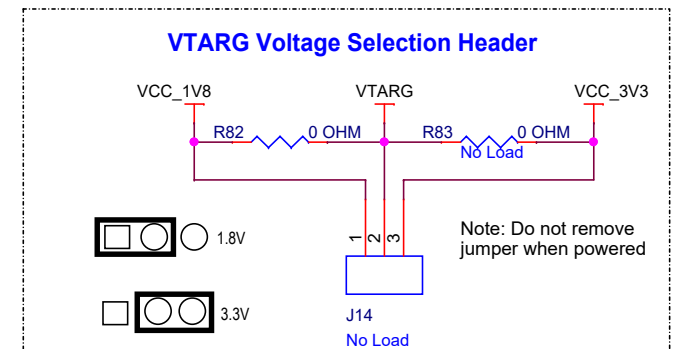 VTARG Voltage Selection Header
VCC_1V8
VTARG
VCC_3V3
R82
0 OHM
R83
0 OHM
No Load
1
2
3
Note: Do not remove
jumper when powered
1.8V
3.3V
J14
No Load